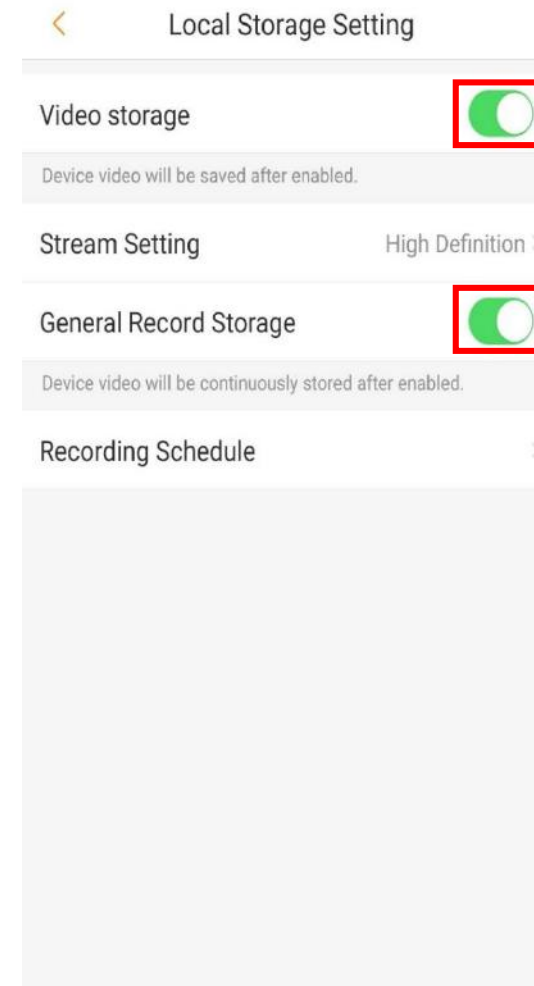 Local Storage Setting
Video storage
Device video will be saved after enabled.
Stream Setting High Definition
General Record Storage
Device video will be continuously stored after enabled.
Recording Schedule